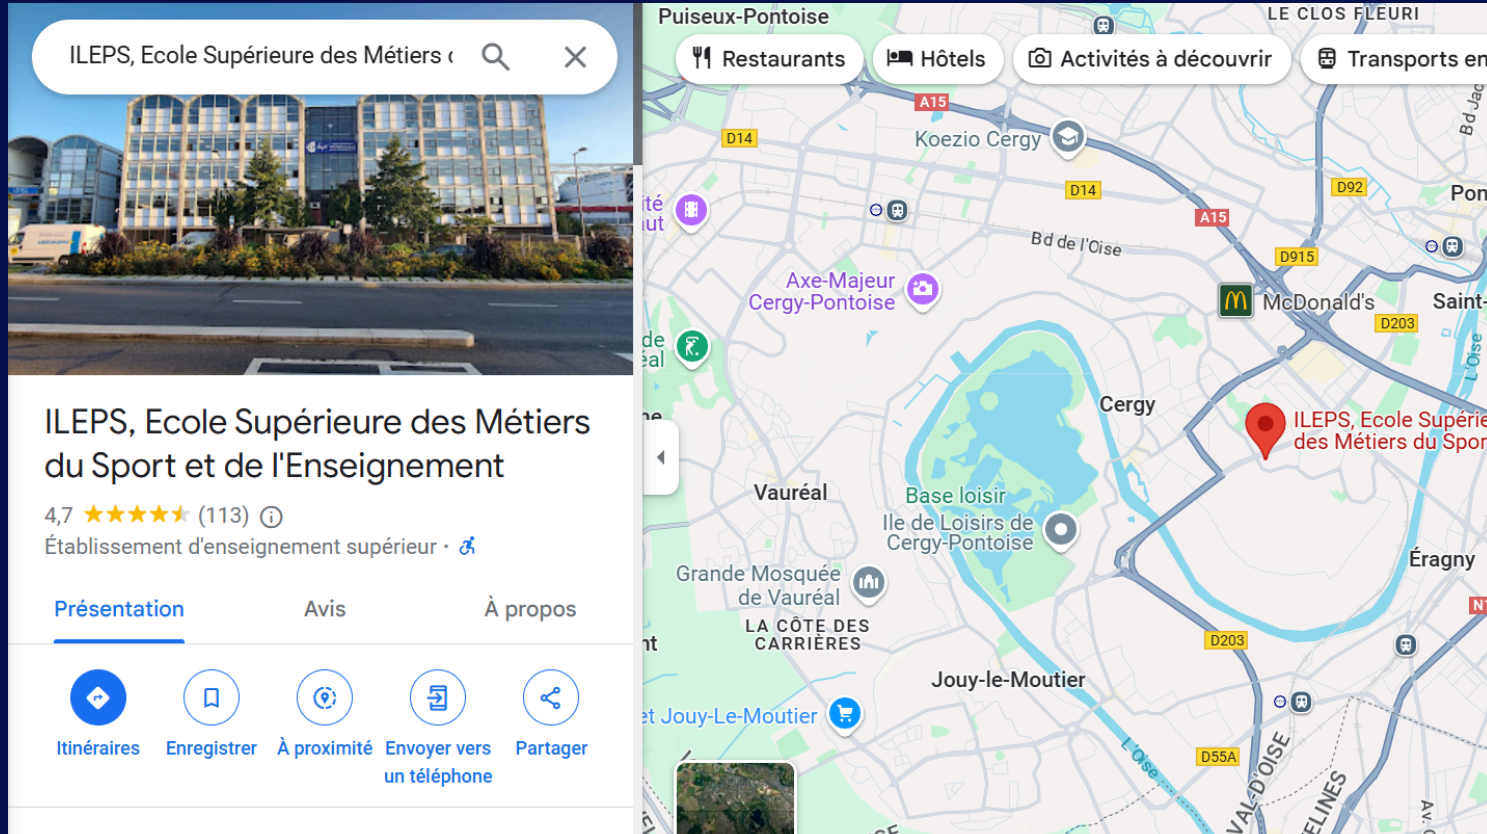 ILEPS, Ecole Supérieure des Métiers
ILEPS, Ecole Supérieure des Métiers
du Sport et de l'Enseignement
4,7 (113)
Établissement d'enseignement supérieur ·
Présentation Avis À propos
Itinéraires Enregistrer À proximité Envoyer vers un téléphone Partager
Restaurants Hôtels Activités à découvrir Transports en
Puiseux-Pontoise
LE CLOS FLEURI
A15
Koezio Cergy
D14
D14
D92
Bd Jac
Pon
A15
Bd de l'Oise
D915
Axe-Majeur
Cergy-Pontoise
McDonald's
Saint-
D203
L'Oise
Cergy
ILEPS, Ecole Supérie
des Métiers du Spor
Vauréal
Base loisir
Ile de Loisirs de
Cergy-Pontoise
Éragny
Grande Mosquée
de Vauréal
LA CÔTE DES
CARRIÈRES
D203
Jouy-le-Moutier
et Jouy-Le-Moutier
L'Oise
D55A
VAL-D'OISE
Av